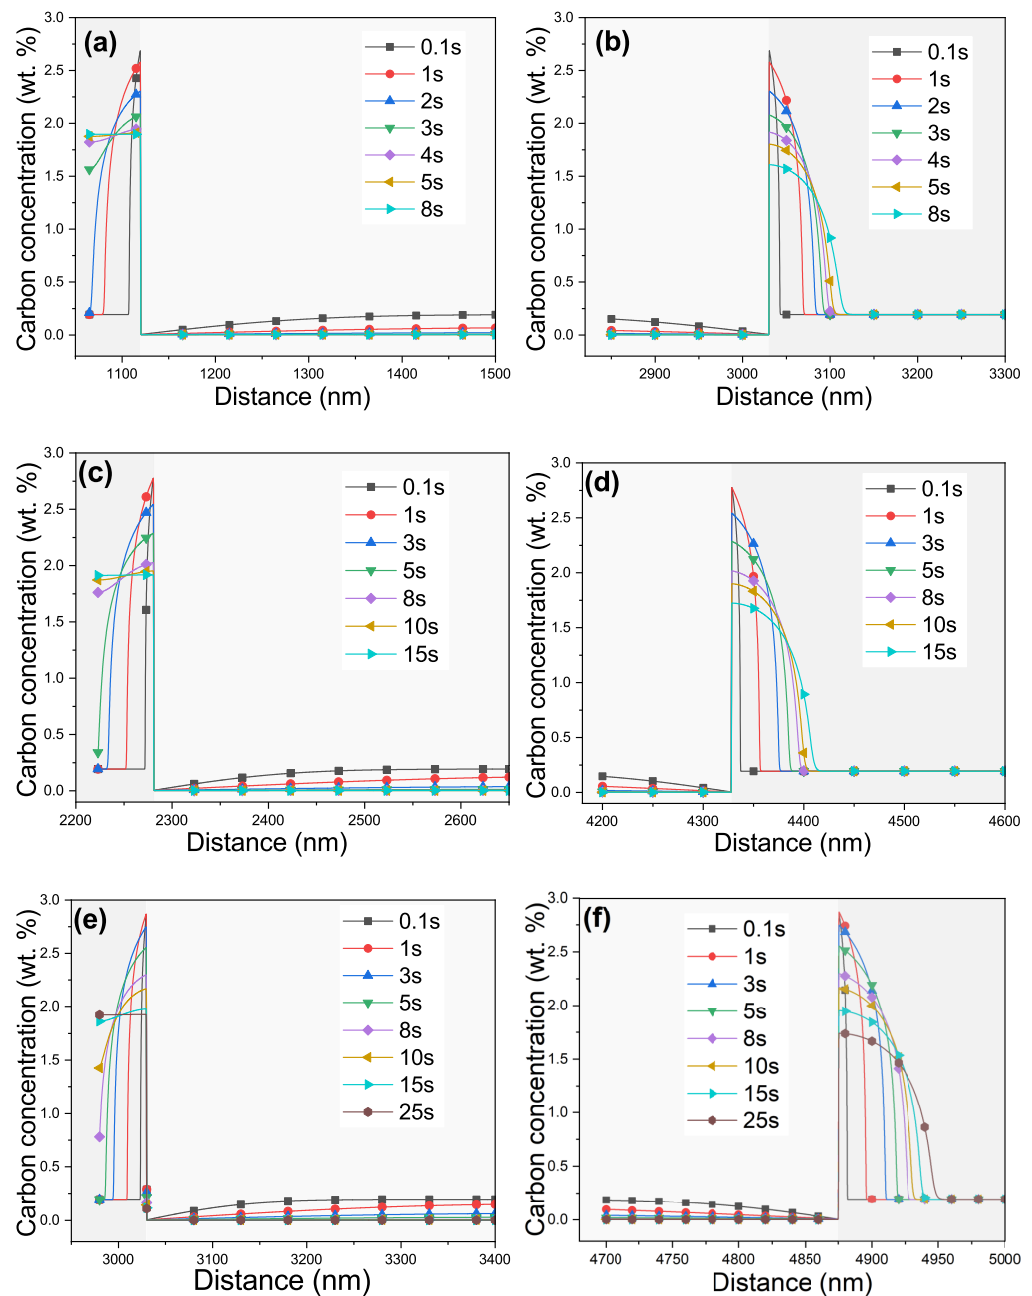 (a)
Carbon concentration (wt. %)
3.0
2.5
2.0
1.5
1.0
0.5
0.0
0.1s
1s
2s
3s
4s
5s
8s
1100 1200 1300 1400 1500
Distance (nm)
(b)
Carbon concentration (wt. %)
3.0
2.5
2.0
1.5
1.0
0.5
0.0
0.1s
1s
2s
3s
4s
5s
8s
2900 3000 3100 3200 3300
Distance (nm)
(c)
Carbon concentration (wt. %)
3.0
2.5
2.0
1.5
1.0
0.5
0.0
0.1s
1s
3s
5s
8s
10s
15s
2200 2300 2400 2500 2600
Distance (nm)
(d)
Carbon concentration (wt. %)
3.0
2.5
2.0
1.5
1.0
0.5
0.0
0.1s
1s
3s
5s
8s
10s
15s
4200 4300 4400 4500 4600
Distance (nm)
(e)
Carbon concentration (wt. %)
3.0
2.5
2.0
1.5
1.0
0.5
0.0
0.1s
1s
3s
5s
8s
10s
15s
25s
3000 3100 3200 3300 3400
Distance (nm)
(f)
Carbon concentration (wt. %)
3.0
2.5
2.0
1.5
1.0
0.5
0.0
0.1s
1s
3s
5s
8s
10s
15s
25s
4700 4750 4800 4850 4900 4950 5000
Distance (nm)